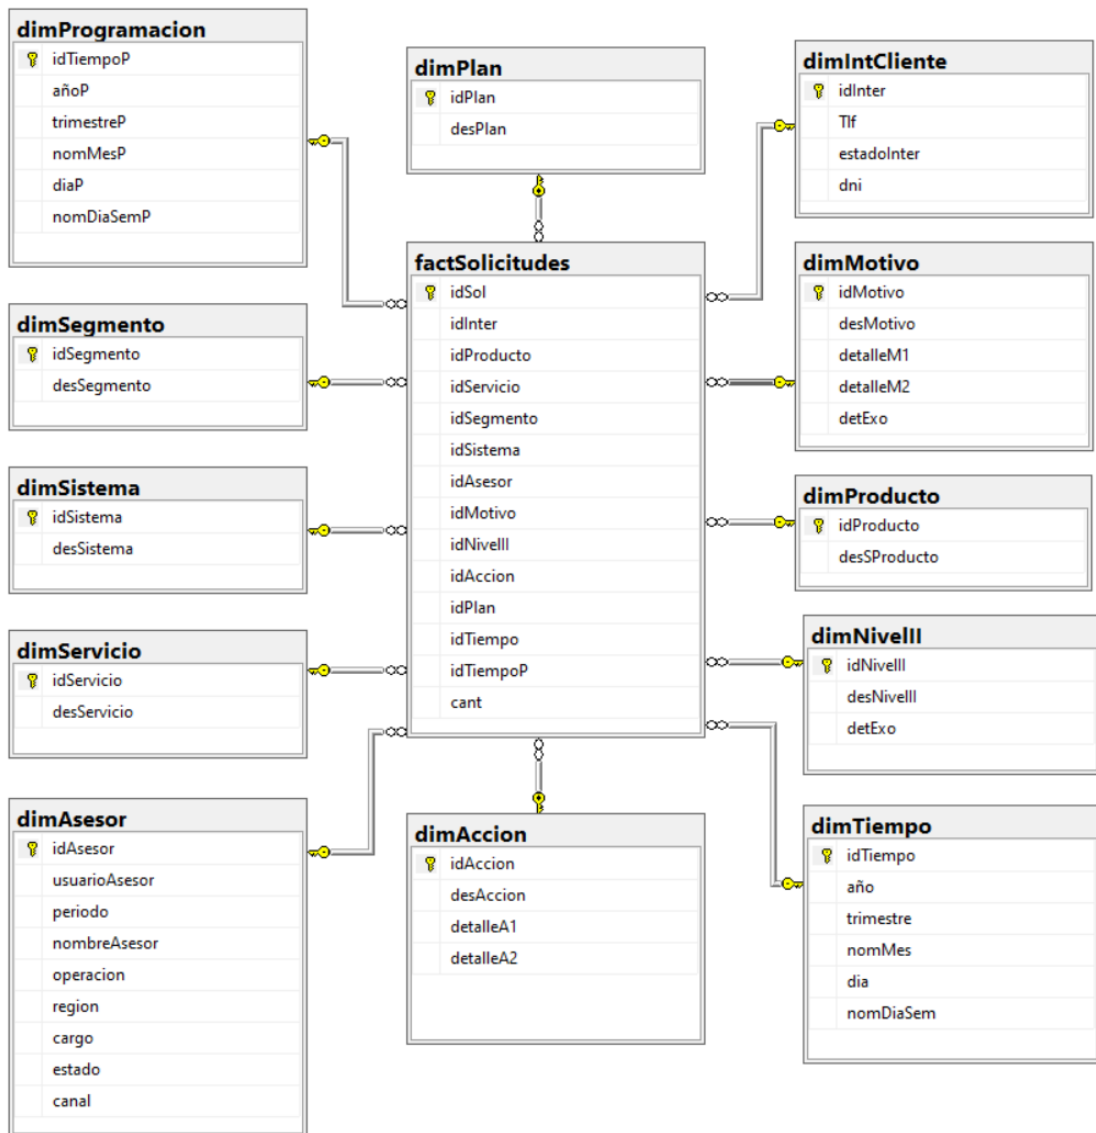 dimProgramacion
idTiempoP
añoP
trimestreP
nomMesP
diaP
nomDiaSemP
dimSegmento
idSegmento
desSegmento
dimSistema
idSistema
desSistema
dimServicio
idServicio
desServicio
dimAsesor
idAsesor
usuarioAsesor
periodo
nombreAsesor
operacion
region
cargo
estado
canal
dimPlan
idPlan
desPlan
factSolicitudes
idSol
idInter
idProducto
idServicio
idSegmento
idSistema
idAsesor
idMotivo
idNivelII
idAccion
idPlan
idTiempo
idTiempoP
cant
dimAccion
idAccion
desAccion
detalleA1
detalleA2
dimIntCliente
idInter
Tlf
estadoInter
dni
dimMotivo
idMotivo
desMotivo
detalleM1
detalleM2
detExo
dimProducto
idProducto
desSProducto
dimNivelII
idNivelII
desNivelII
detExo
dimTiempo
idTiempo
año
trimestre
nomMes
dia
nomDiaSem